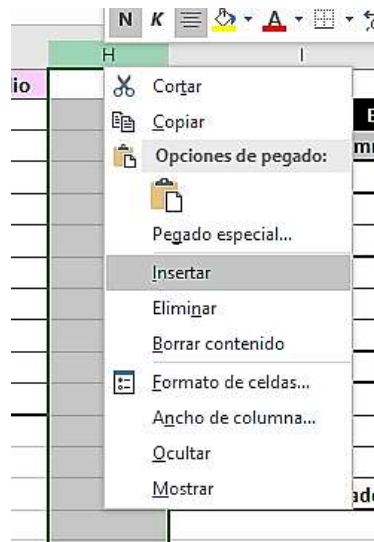 N K A
H I
io
Cortar
Copiar
Opciones de pegado:
Pegado especial...
Insertar
Eliminar
Borrar contenido
Formato de celdas...
Ancho de columna...
Ocultar
Mostrar